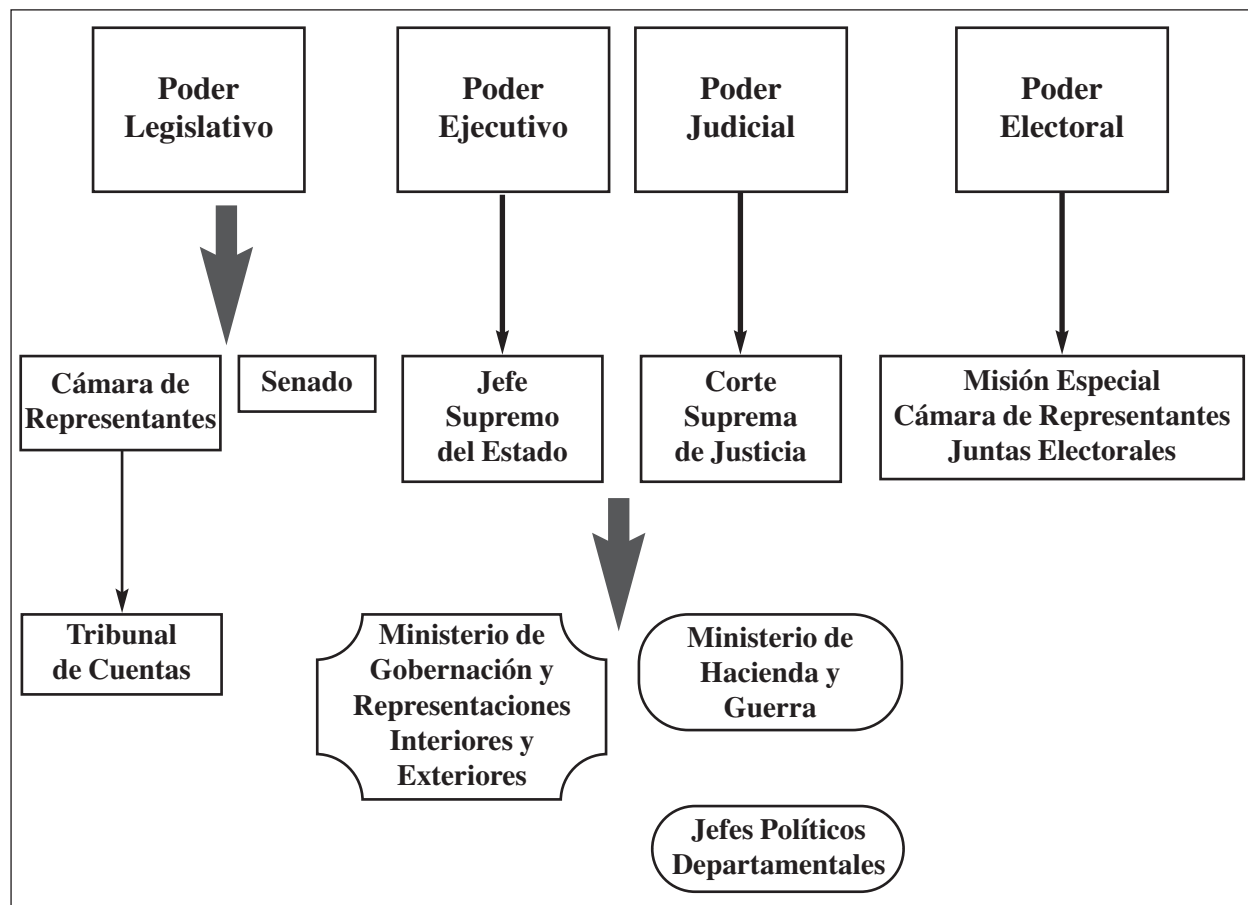 Poder
Legislativo
Poder
Ejecutivo
Poder
Judicial
Poder
Electoral
Cámara de
Representantes
Senado
Jefe
Supremo
del Estado
Corte
Suprema
de Justicia
Misión Especial
Cámara de Representantes
Juntas Electorales
Tribunal
de Cuentas
Ministerio de
Gobernación y
Representaciones
Interiores y
Exteriores
Ministerio de
Hacienda y
Guerra
Jefes Políticos
Departamentales